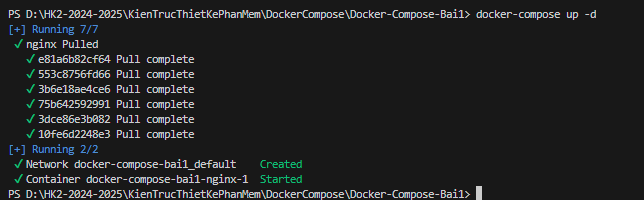 PS D:\HK2-2024-2025\KienTrucThietKePhanMem\DockerCompose\Docker-Compose-Bai1> docker-compose up -d
[+] Running 7/7
✔ nginx Pulled
✔ e81a6b82cf64 Pull complete
✔ 553c8756fd66 Pull complete
✔ 3b6e18ae4ce6 Pull complete
✔ 75b642592991 Pull complete
✔ 3dce86e3b082 Pull complete
✔ 10fe6d2248e3 Pull complete
[+] Running 2/2
✔ Network docker-compose-bai1_default Created
✔ Container docker-compose-bai1-nginx-1 Started
PS D:\HK2-2024-2025\KienTrucThietKePhanMem\DockerCompose\Docker-Compose-Bai1>